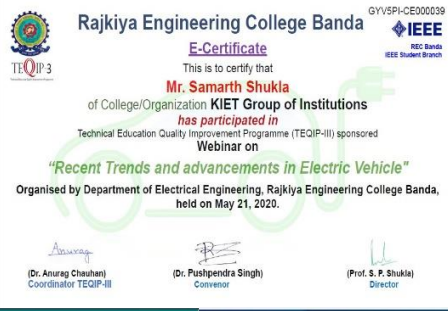 GYV5PI-CE000039
Rajkiya Engineering College Banda
IEEE
REC Banda
IEEE Student Branch
TEQIP-3
E-Certificate
This is to certify that
Mr. Samarth Shukla
of College/Organization KIET Group of Institutions
has participated in
Technical Education Quality Improvement Programme (TEQIP-III) sponsored
Webinar on
"Recent Trends and advancements in Electric Vehicle"
Organised by Department of Electrical Engineering, Rajkiya Engineering College Banda,
held on May 21, 2020.
Anurag
(Dr. Anurag Chauhan)
Coordinator TEQIP-III
(Dr. Pushpendra Singh)
Convenor
(Prof. S. P. Shukla)
Director